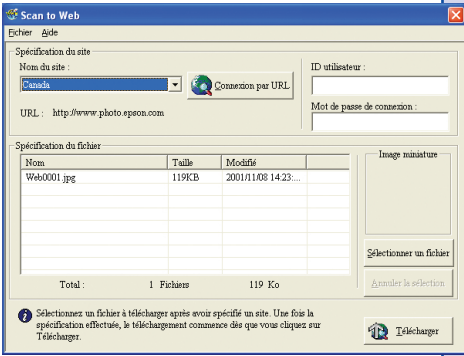 Scan to Web
Fichier Aide
Spécification du site
Nom du site :
Canada
Connexion par URL
URL : http://www.photo.epson.com
ID utilisateur :
Mot de passe de connexion :
Spécification du fichier
Nom Taille Modifié
Web0001.jpg 119KB 2001/11/08 14:23:...
Total : 1 Fichiers 119 Ko
Image miniature
Sélectionner un fichier
Annuler la sélection
Sélectionnez un fichier à télécharger après avoir spécifié un site. Une fois la
spécification effectuée, le téléchargement commence dès que vous cliquez sur
Télécharger.
Télécharger